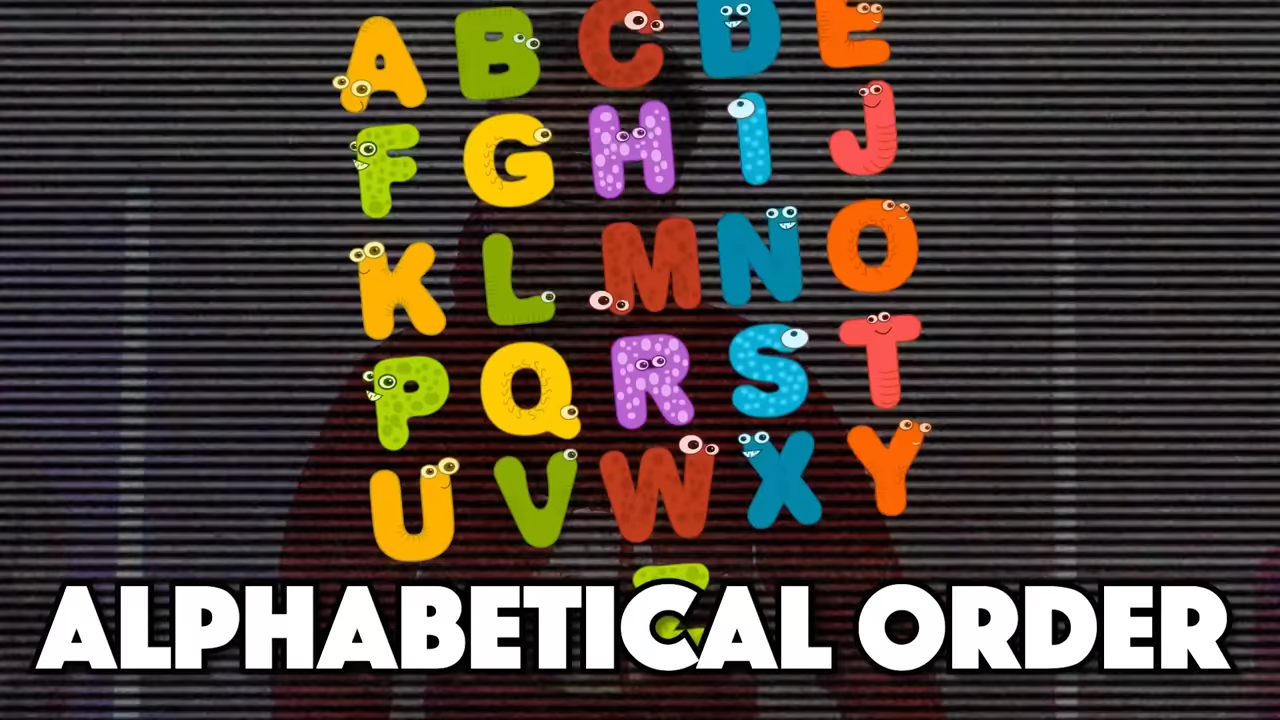 A B C D E
F G H I J
K L M N O
P Q R S T
U V W X Y
ALPHABETICAL ORDER